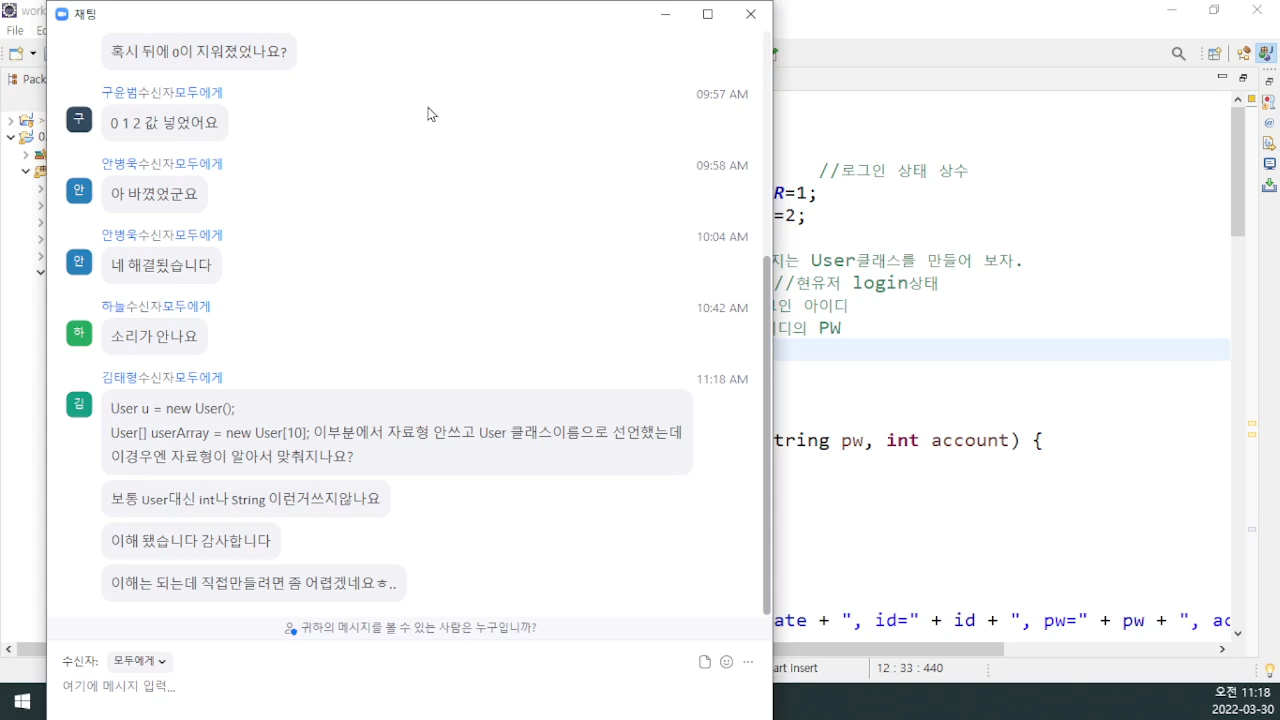 work
채팅
File
Ed
Pack
혹시 뒤에 0이 지워졌었나요?
구윤범수신자모두에게
09:57 AM
구
0 1 2 값 넣었어요
안병욱수신자모두에게
09:58 AM
안
아 바꼈었군요
안병욱수신자모두에게
10:04 AM
안
네 해결됬습니다
하늘수신자모두에게
10:42 AM
하
소리가 안나요
김태형수신자모두에게
11:18 AM
김
User u = new User();
User[] userArray = new User[10]; 이부분에서 자료형 안쓰고 User 클래스이름으로 선언했는데
이경우엔 자료형이 알아서 맞춰지나요?
보통 User대신 int나 String 이런거쓰지않나요
이해 됐습니다 감사합니다
이해는 되는데 직접만들려면 좀 어렵겠네요ㅎ..
귀하의 메시지를 볼 수 있는 사람은 누구입니까?
수신자:
모두에게
여기에 메시지 입력...
//로그인 상태 상수
R=1;
=2;
지는 User클래스를 만들어 보자.
//현유저 login상태
인 아이디
디의 PW
tring pw, int account) {
ate + ", id=" + id + ", pw=" + pw + ", ac
art Insert
12 : 33 : 440
오전 11:18
2022-03-30